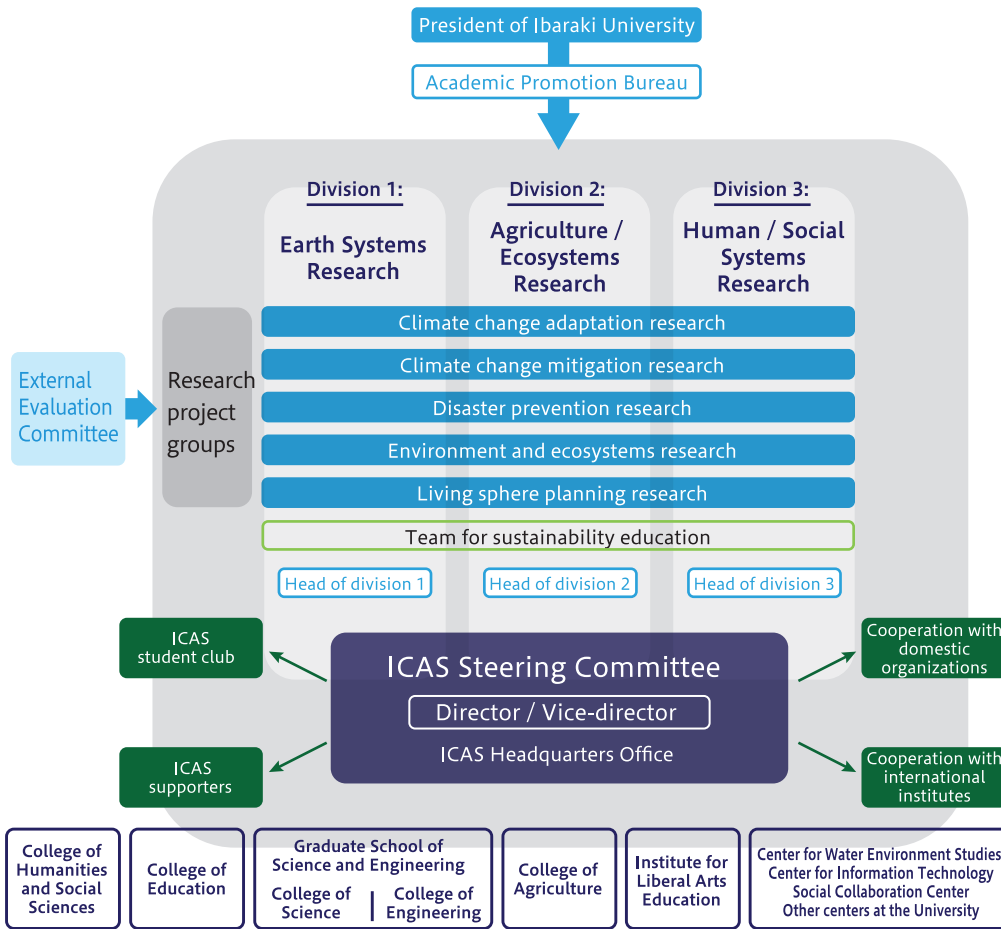 President of Ibaraki University
Academic Promotion Bureau
Division 1:
Earth Systems
Research
Division 2:
Agriculture /
Ecosystems
Research
Division 3:
Human / Social
Systems
Research
External
Evaluation
Committee
Research
project
groups
Climate change adaptation research
Climate change mitigation research
Disaster prevention research
Environment and ecosystems research
Living sphere planning research
Team for sustainability education
Head of division 1
Head of division 2
Head of division 3
ICAS
student club
ICAS
supporters
ICAS Steering Committee
Director / Vice-director
ICAS Headquarters Office
Cooperation with
domestic
organizations
Cooperation with
international
institutes
College of
Humanities
and Social
Sciences
College of
Education
Graduate School of
Science and Engineering
College of
Science
College of
Engineering
College of
Agriculture
Institute for
Liberal Arts
Education
Center for Water Environment Studies
Center for Information Technology
Social Collaboration Center
Other centers at the University